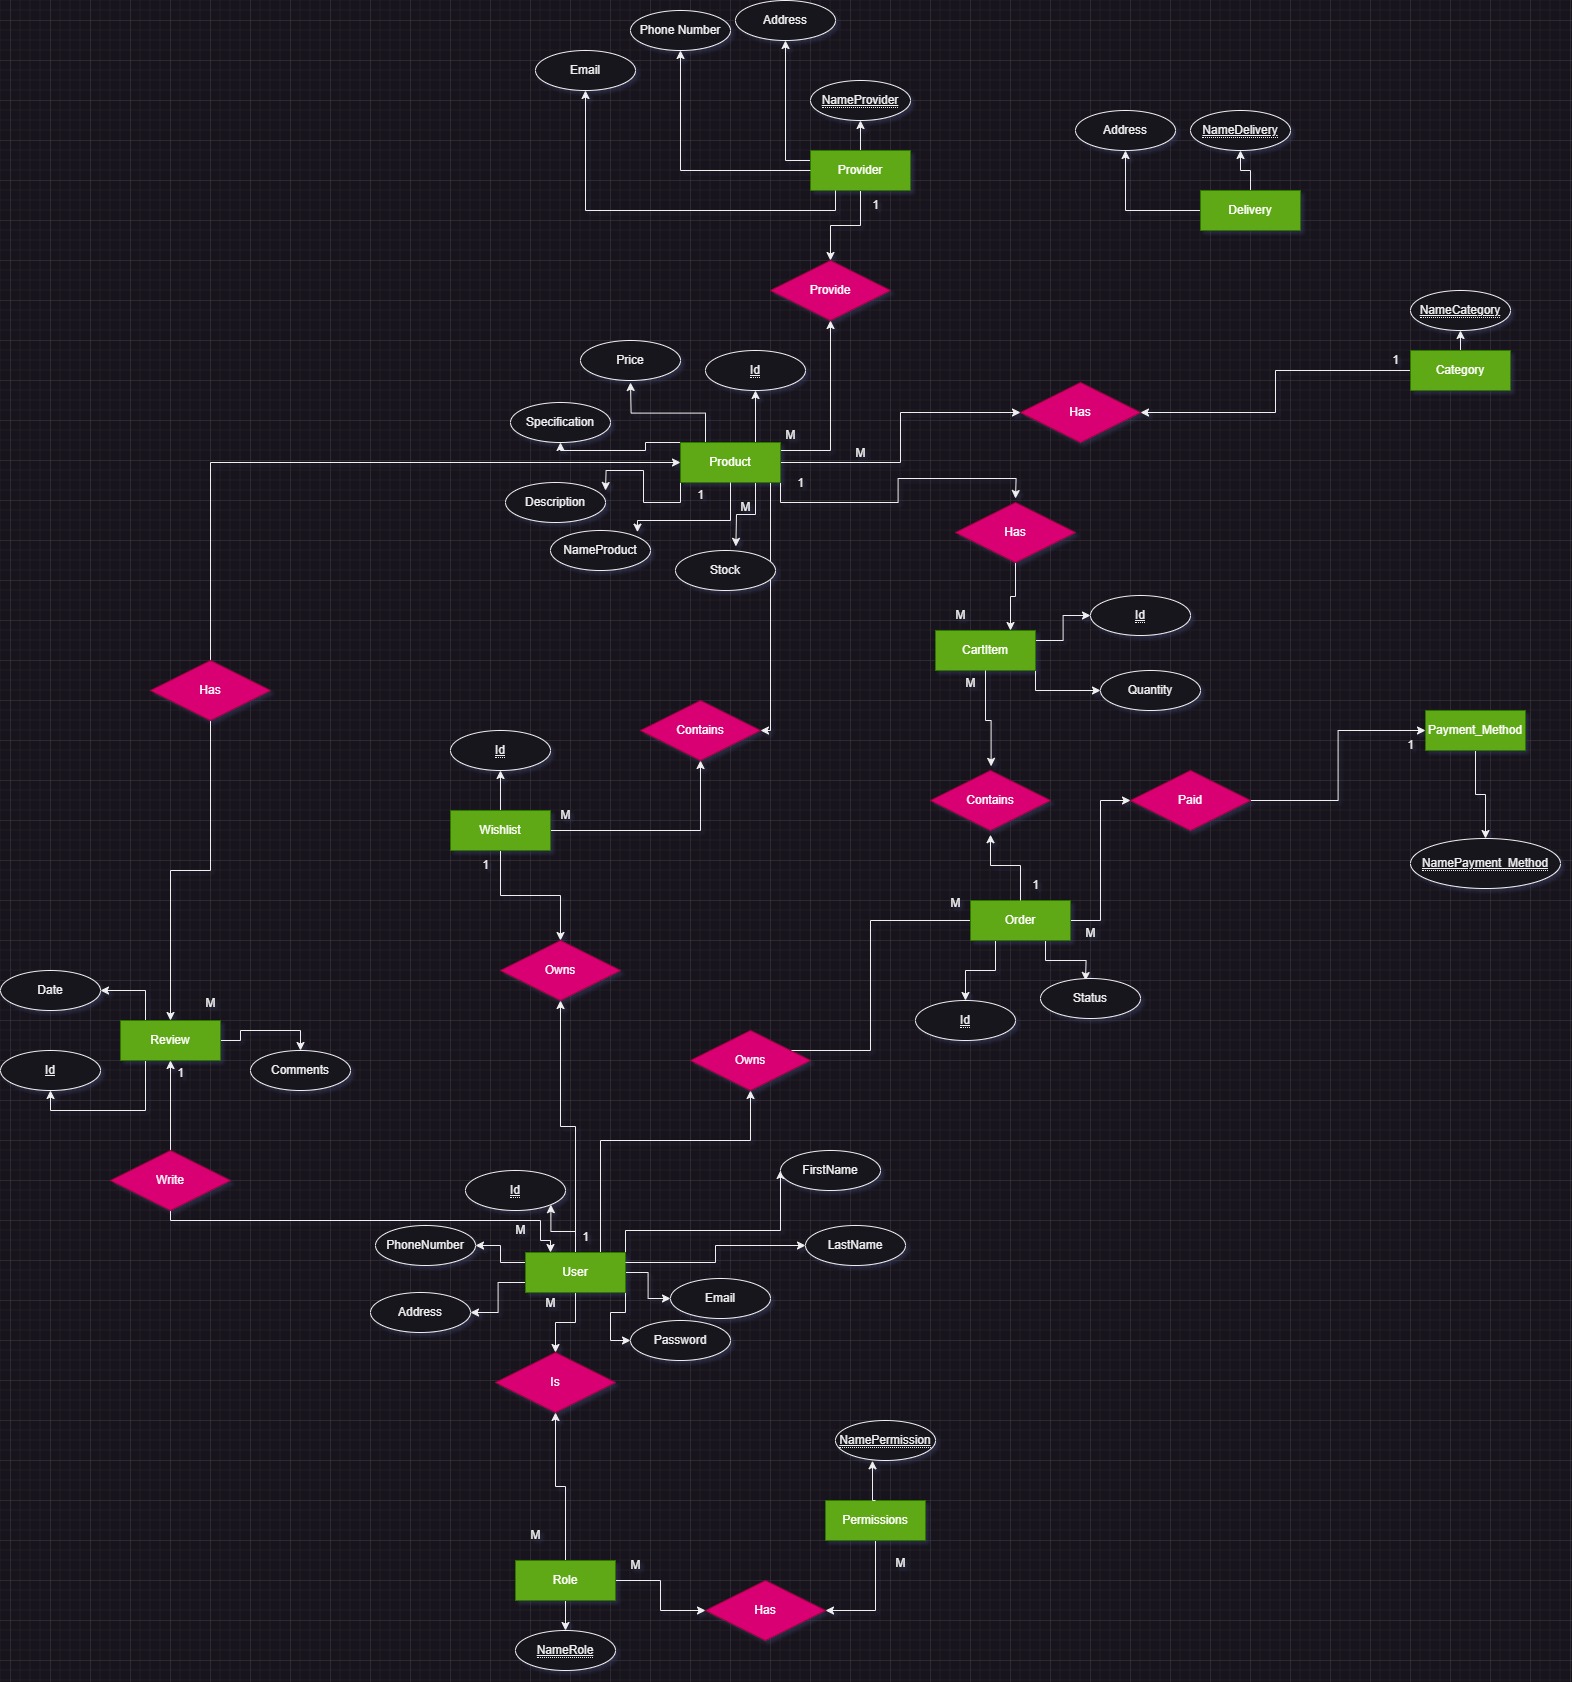 Address
Phone Number
Email
NameProvider
Address
NameDelivery
Provider
1
Delivery
Provide
NameCategory
Price
Id
1
Category
Specification
Has
M
M
Product
1
1
Description
M
NameProduct
Has
Stock
M
Id
CartItem
M
Quantity
Has
Contains
Payment_Method
1
Id
Contains
Paid
M
Wishlist
1
NamePayment_Method
1
M
Order
M
Owns
Date
M
Status
Id
Review
Owns
Id
1
Comments
Write
FirstName
Id
M
1
PhoneNumber
LastName
User
M
Email
Address
Password
Is
NamePermission
Permissions
M
M
M
Role
Has
NameRole